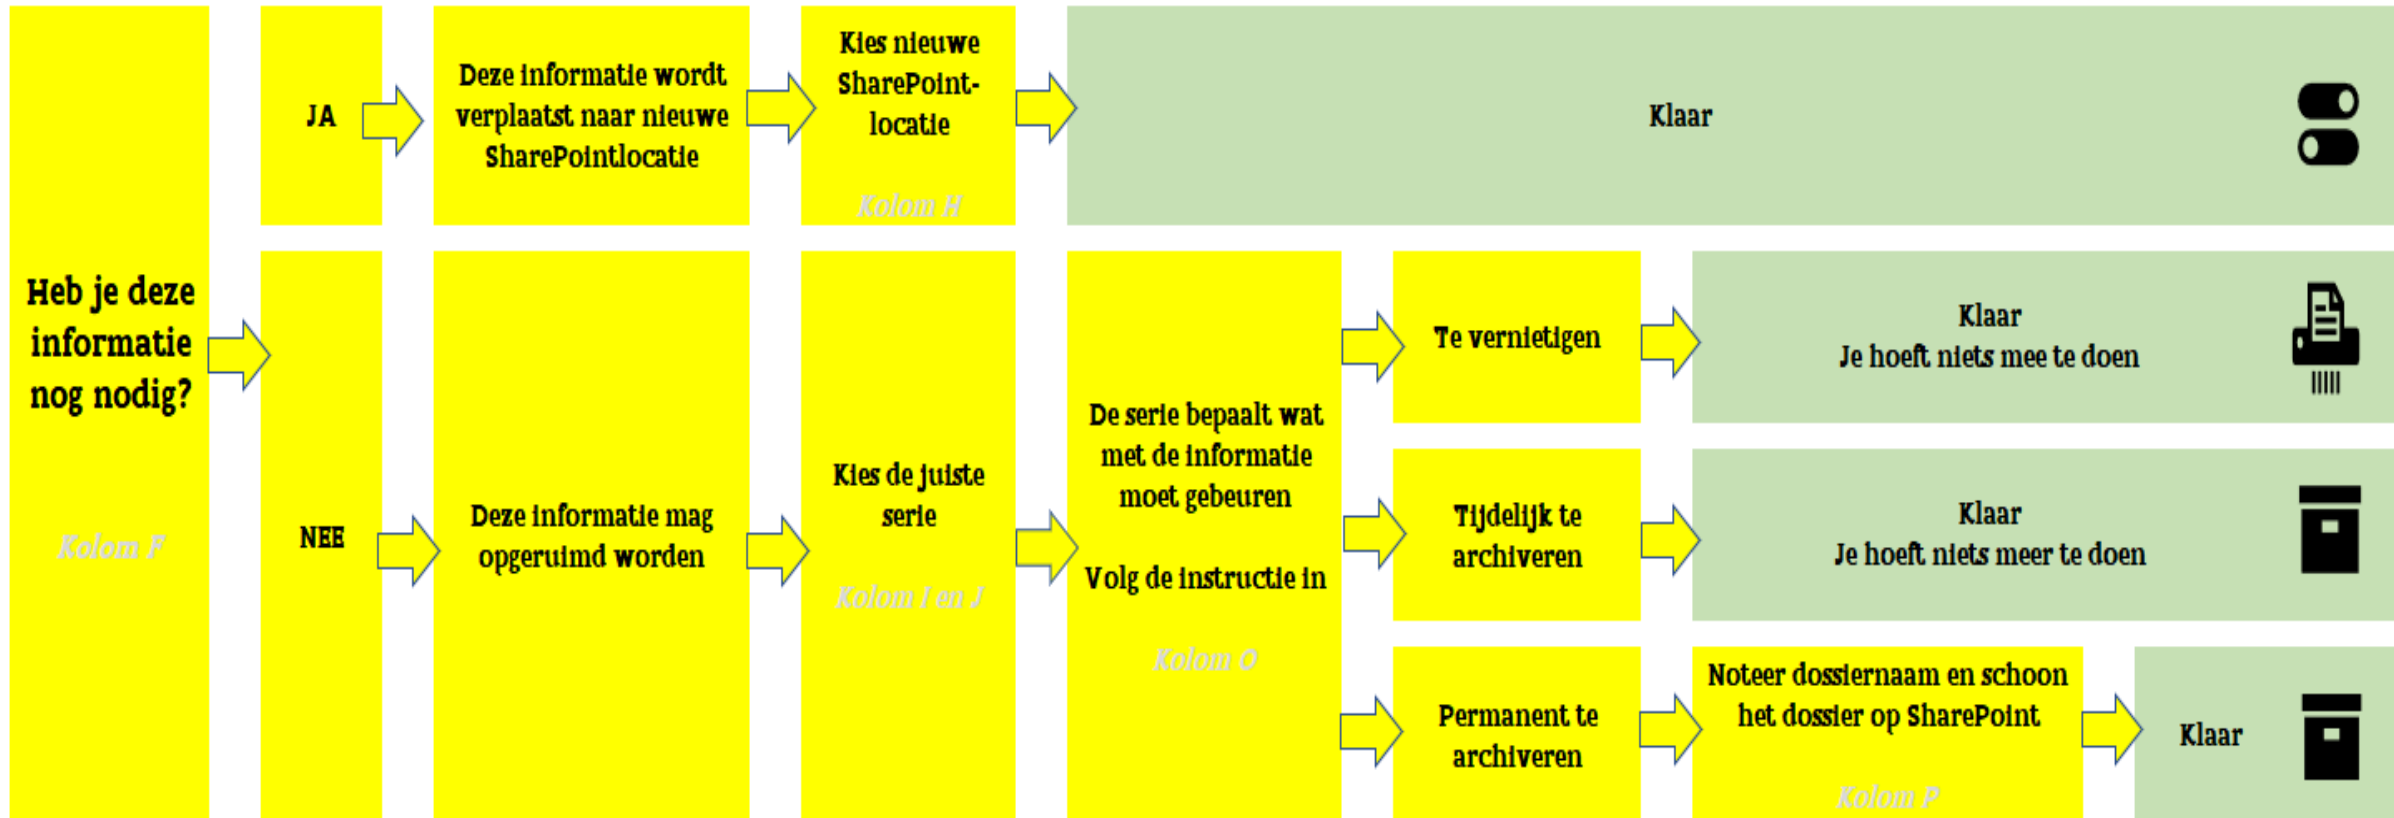 Heb je deze
informatie
nog nodig?
Kolom F
JA
Deze informatie wordt
verplaatst naar nieuwe
SharePointlocatie
Kies nieuwe
SharePoint-
locatie
Kolom H
Klaar
NEE
Deze informatie mag
opgeruimd worden
Kies de juiste
serie
Kolom I en J
De serie bepaalt wat
met de informatie
moet gebeuren
Volg de instructie in
Kolom O
Te vernietigen
Klaar
Je hoeft niets mee te doen
Tijdelijk te
archiveren
Klaar
Je hoeft niets meer te doen
Permanent te
archiveren
Noteer dossiernaam en schoon
het dossier op SharePoint
Kolom P
Klaar